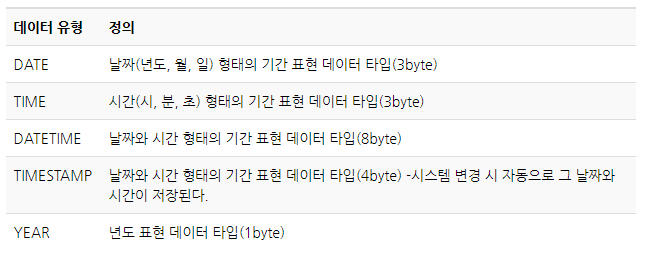 데이터 유형 정의
DATE 날짜(년도, 월, 일) 형태의 기간 표현 데이터 타입(3byte)
TIME 시간(시, 분, 초) 형태의 기간 표현 데이터 타입(3byte)
DATETIME 날짜와 시간 형태의 기간 표현 데이터 타입(8byte)
TIMESTAMP 날짜와 시간 형태의 기간 표현 데이터 타입(4byte) -시스템 변경 시 자동으로 그 날짜와
시간이 저장된다.
YEAR 년도 표현 데이터 타입(1byte)